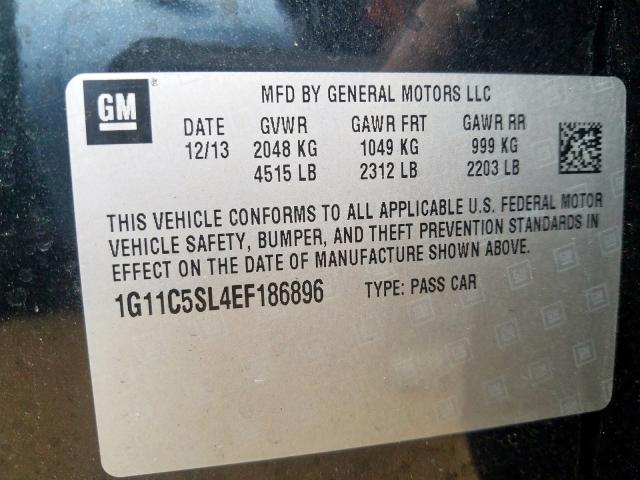 GM ®
MFD BY GENERAL MOTORS LLC
DATE GVWR GAWR FRT GAWR RR
12/13 2048 KG 1049 KG 999 KG
4515 LB 2312 LB 2203 LB
THIS VEHICLE CONFORMS TO ALL APPLICABLE U.S. FEDERAL MOTOR
VEHICLE SAFETY, BUMPER, AND THEFT PREVENTION STANDARDS IN
EFFECT ON THE DATE OF MANUFACTURE SHOWN ABOVE.
1G11C5SL4EF186896 TYPE: PASS CAR